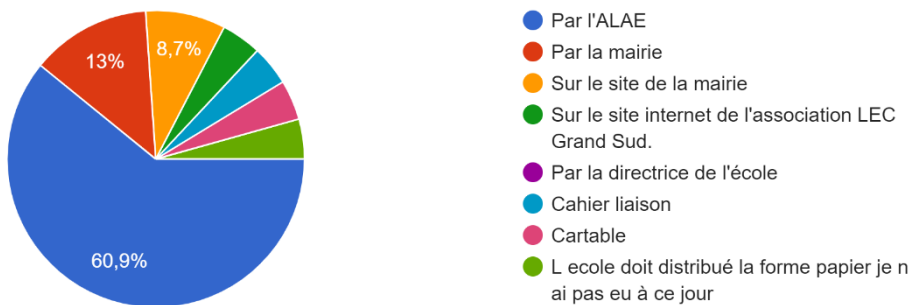 13%
8,7%
60,9%
Par l'ALAE
Par la mairie
Sur le site de la mairie
Sur le site internet de l'association LEC
Grand Sud.
Par la directrice de l'école
Cahier liaison
Cartable
L ecole doit distribué la forme papier je n
ai pas eu à ce jour